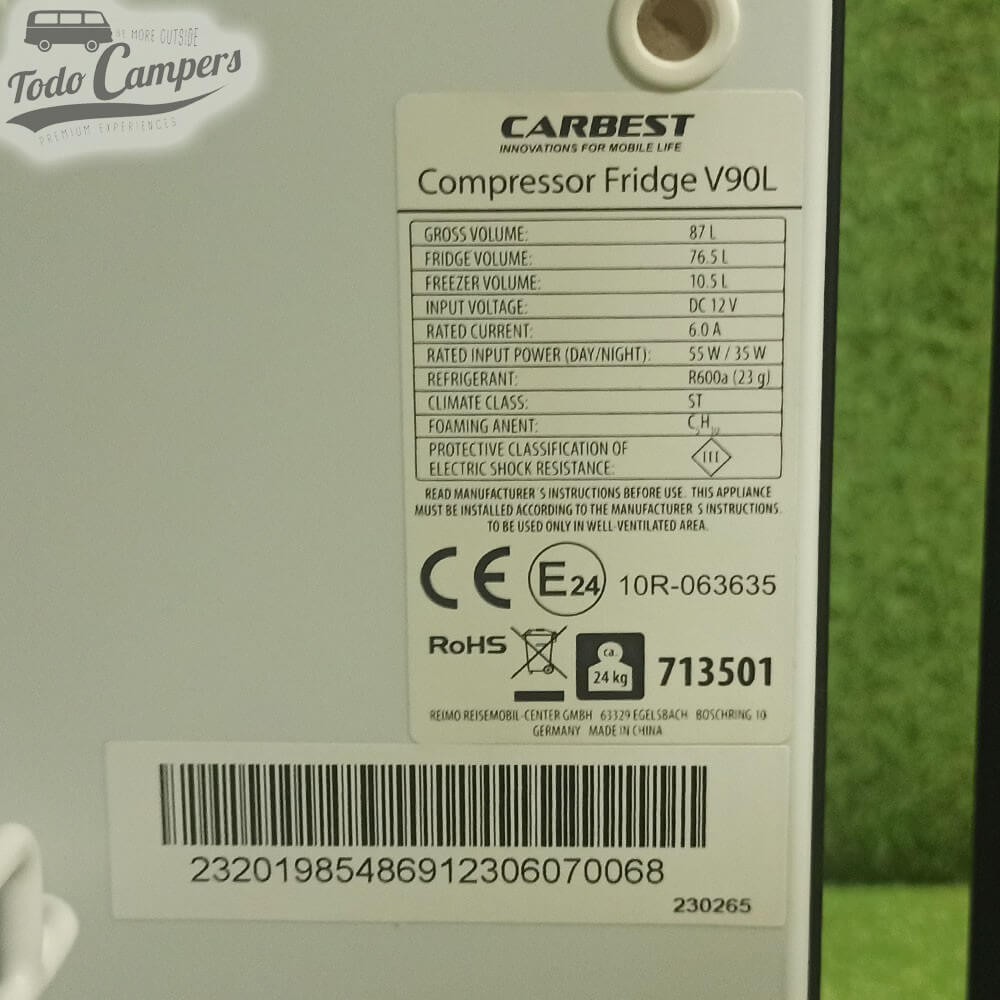 BE MORE OUTSIDE
Todo Campers
PREMIUM EXPERIENCES
CARBEST
INNOVATIONS FOR MOBILE LIFE
Compressor Fridge V90L
GROSS VOLUME: 87 L
FRIDGE VOLUME: 76.5 L
FREEZER VOLUME: 10.5 L
INPUT VOLTAGE: DC 12 V
RATED CURRENT: 6.0 A
RATED INPUT POWER (DAY/NIGHT): 55 W / 35 W
REFRIGERANT: R600a (23 g)
CLIMATE CLASS: ST
FOAMING ANENT: C5H10
PROTECTIVE CLASSIFICATION OF
ELECTRIC SHOCK RESISTANCE: III
READ MANUFACTURER S INSTRUCTIONS BEFORE USE. THIS APPLIANCE
MUST BE INSTALLED ACCORDING TO THE MANUFACTURER S INSTRUCTIONS.
TO BE USED ONLY IN WELL-VENTILATED AREA.
CE E24 10R-063635
RoHS ca. 24 kg 713501
REIMO REISEMOBIL-CENTER GMBH 63329 EGELSBACH BOSCHRING 10
GERMANY MADE IN CHINA
23201985486912306070068
230265